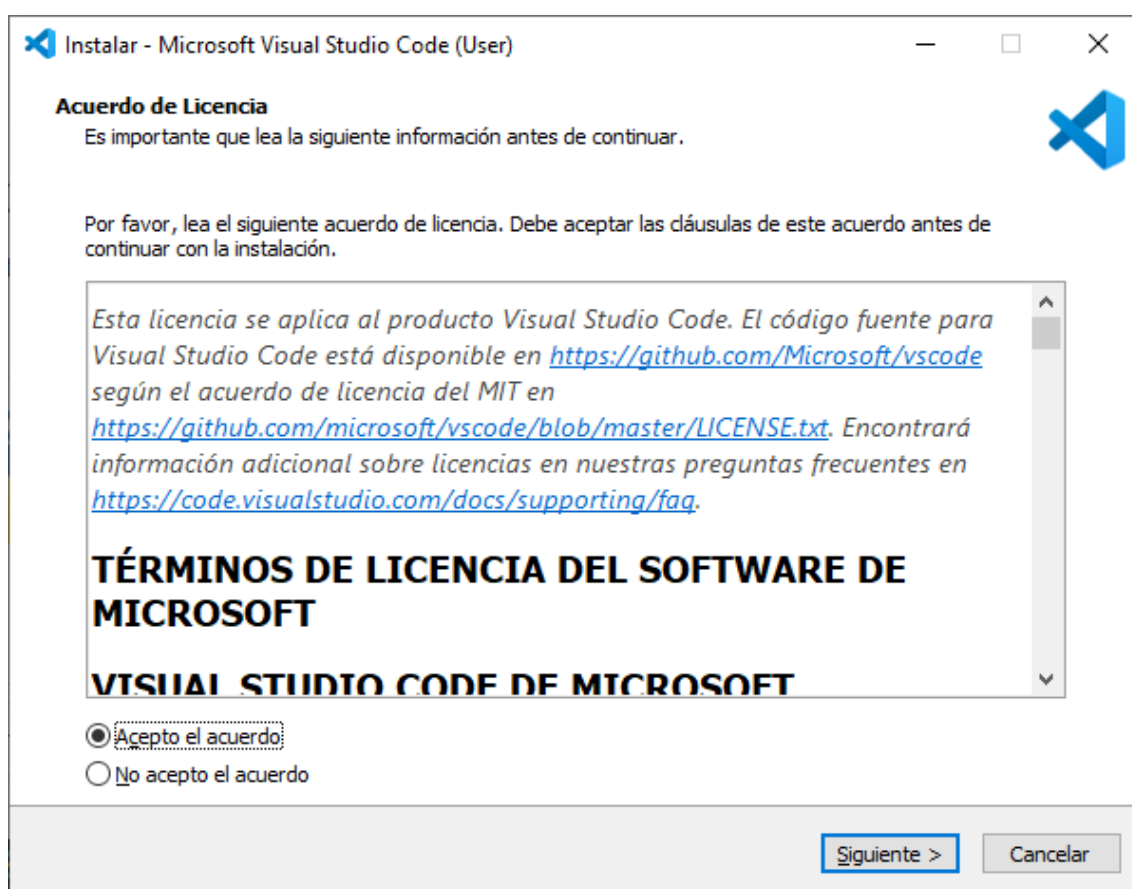 Instalar - Microsoft Visual Studio Code (User)
Acuerdo de Licencia
Es importante que lea la siguiente información antes de continuar.
Por favor, lea el siguiente acuerdo de licencia. Debe aceptar las cláusulas de este acuerdo antes de
continuar con la instalación.
Esta licencia se aplica al producto Visual Studio Code. El código fuente para
Visual Studio Code está disponible en https://github.com/Microsoft/vscode
según el acuerdo de licencia del MIT en
https://github.com/microsoft/vscode/blob/master/LICENSE.txt. Encontrará
información adicional sobre licencias en nuestras preguntas frecuentes en
https://code.visualstudio.com/docs/supporting/faq.
TÉRMINOS DE LICENCIA DEL SOFTWARE DE
MICROSOFT
VISUAL STUDIO CODE DE MICROSOFT
Acepto el acuerdo
No acepto el acuerdo
Siguiente >
Cancelar